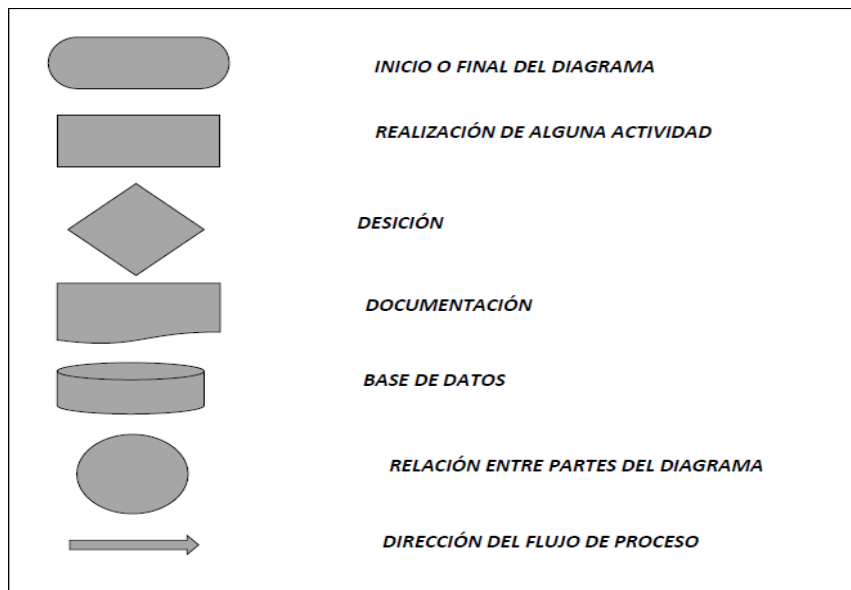 INICIO O FINAL DEL DIAGRAMA
REALIZACIÓN DE ALGUNA ACTIVIDAD
DESICIÓN
DOCUMENTACIÓN
BASE DE DATOS
RELACIÓN ENTRE PARTES DEL DIAGRAMA
DIRECCIÓN DEL FLUJO DE PROCESO